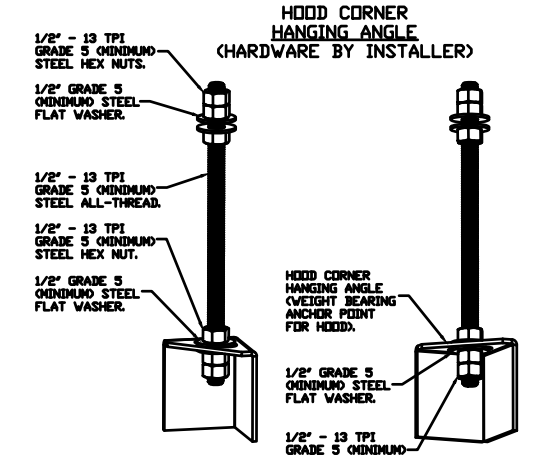 HOOD CORNER
HANGING ANGLE
(HARDWARE BY INSTALLER)
1/2" - 13 TPI
GRADE 5 (MINIMUM)
STEEL HEX NUTS.
1/2" GRADE 5
(MINIMUM) STEEL
FLAT WASHER.
1/2" - 13 TPI
GRADE 5 (MINIMUM)
STEEL ALL-THREAD.
1/2" - 13 TPI
GRADE 5 (MINIMUM)
STEEL HEX NUT.
1/2" GRADE 5
(MINIMUM) STEEL
FLAT WASHER.
HOOD CORNER
HANGING ANGLE
(WEIGHT BEARING
ANCHOR POINT
FOR HOOD).
1/2" GRADE 5
(MINIMUM) STEEL
FLAT WASHER.
1/2" - 13 TPI
GRADE 5 (MINIMUM)